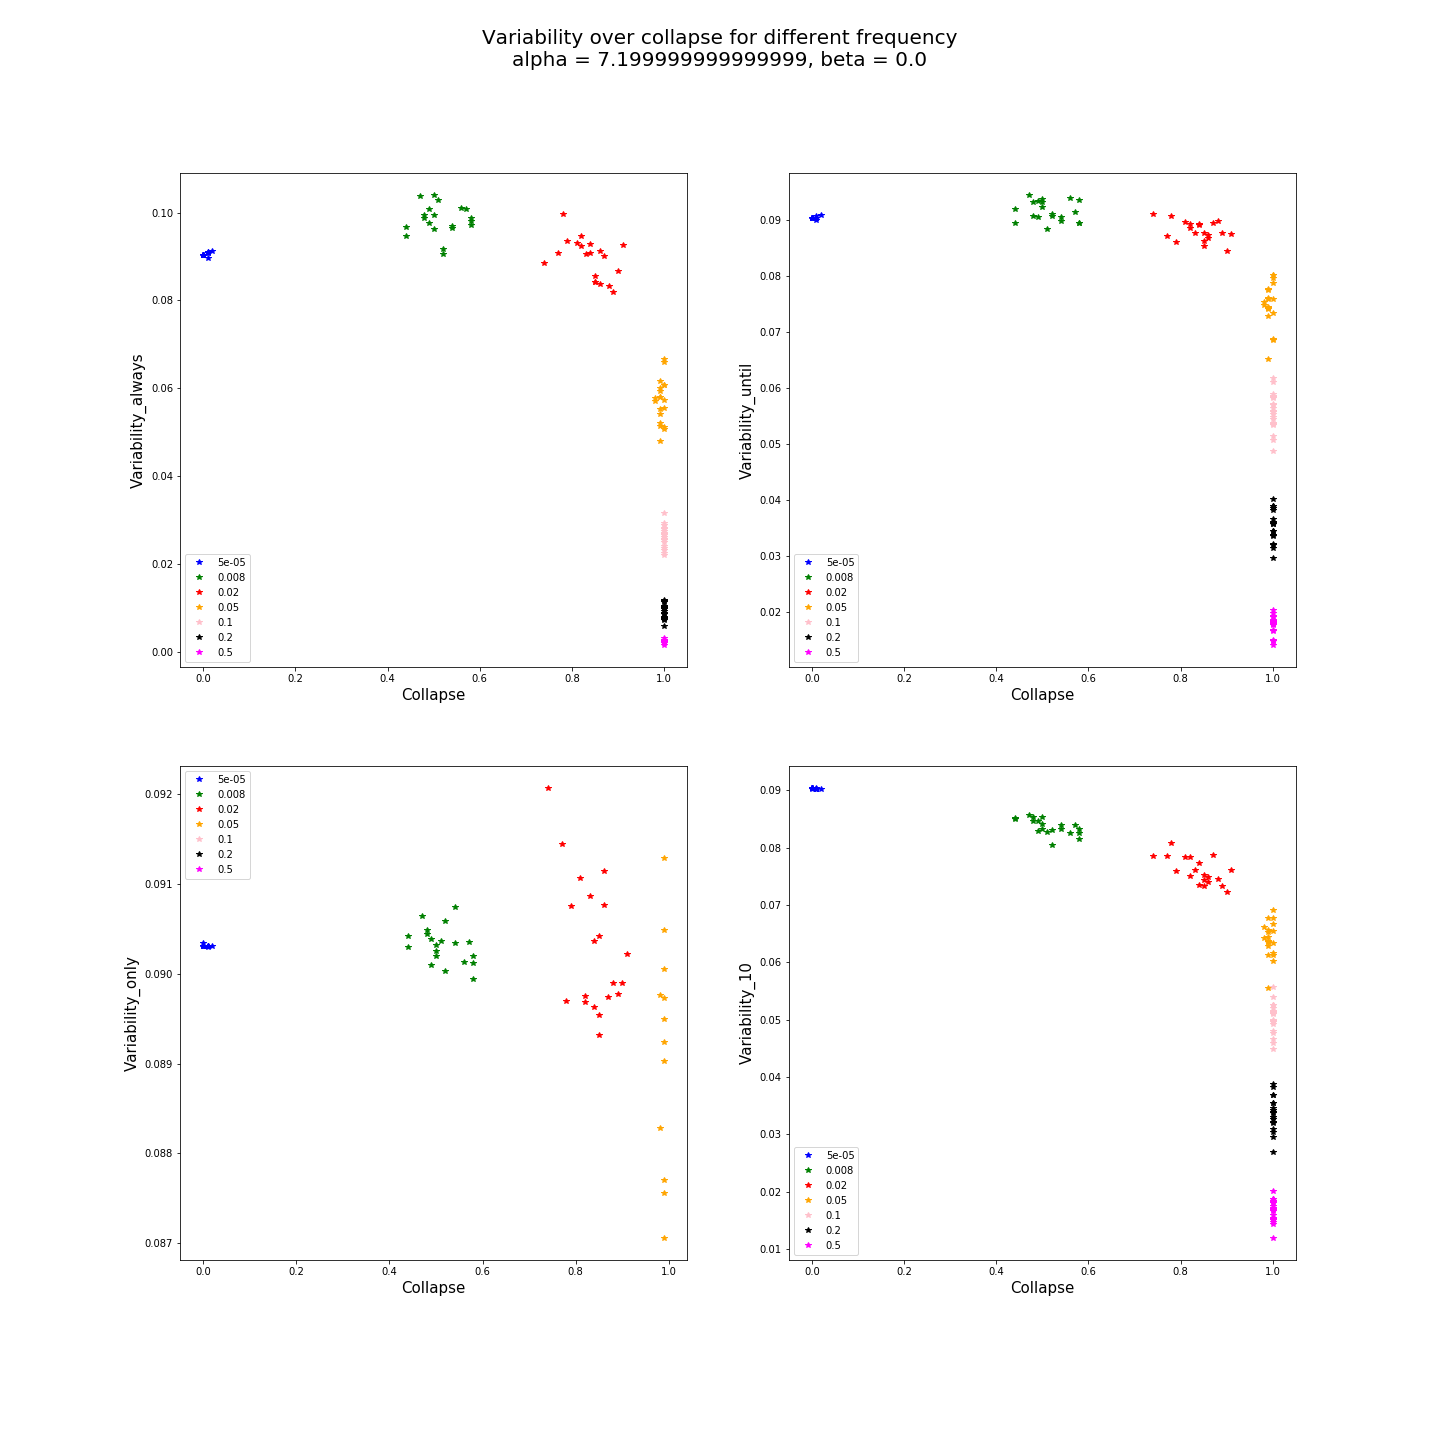 Variability over collapse for different frequency
alpha = 7.199999999999999, beta = 0.0
Variability_always
0.10
0.08
0.06
0.04
0.02
0.00
5e-05
0.008
0.02
0.05
0.1
0.2
0.5
0.0 0.2 0.4 0.6 0.8 1.0
Collapse
Variability_until
0.09
0.08
0.07
0.06
0.05
0.04
0.03
0.02
5e-05
0.008
0.02
0.05
0.1
0.2
0.5
0.0 0.2 0.4 0.6 0.8 1.0
Collapse
Variability_only
0.092
0.091
0.090
0.089
0.088
0.087
5e-05
0.008
0.02
0.05
0.1
0.2
0.5
0.0 0.2 0.4 0.6 0.8 1.0
Collapse
Variability_10
0.09
0.08
0.07
0.06
0.05
0.04
0.03
0.02
0.01
5e-05
0.008
0.02
0.05
0.1
0.2
0.5
0.0 0.2 0.4 0.6 0.8 1.0
Collapse